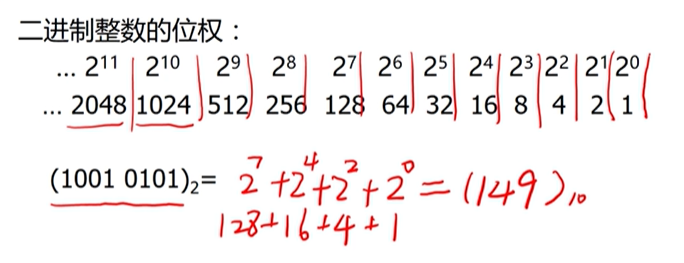 二进制整数的位权：
... 2¹¹ 2¹⁰ 2⁹ 2⁸ 2⁷ 2⁶ 2⁵ 2⁴ 2³ 2² 2¹ 2⁰
... 2048 1024 512 256 128 64 32 16 8 4 2 1
(1001 0101)₂= 2⁷+2⁴+2²+2⁰=(149)₁₀
128+16+4+1